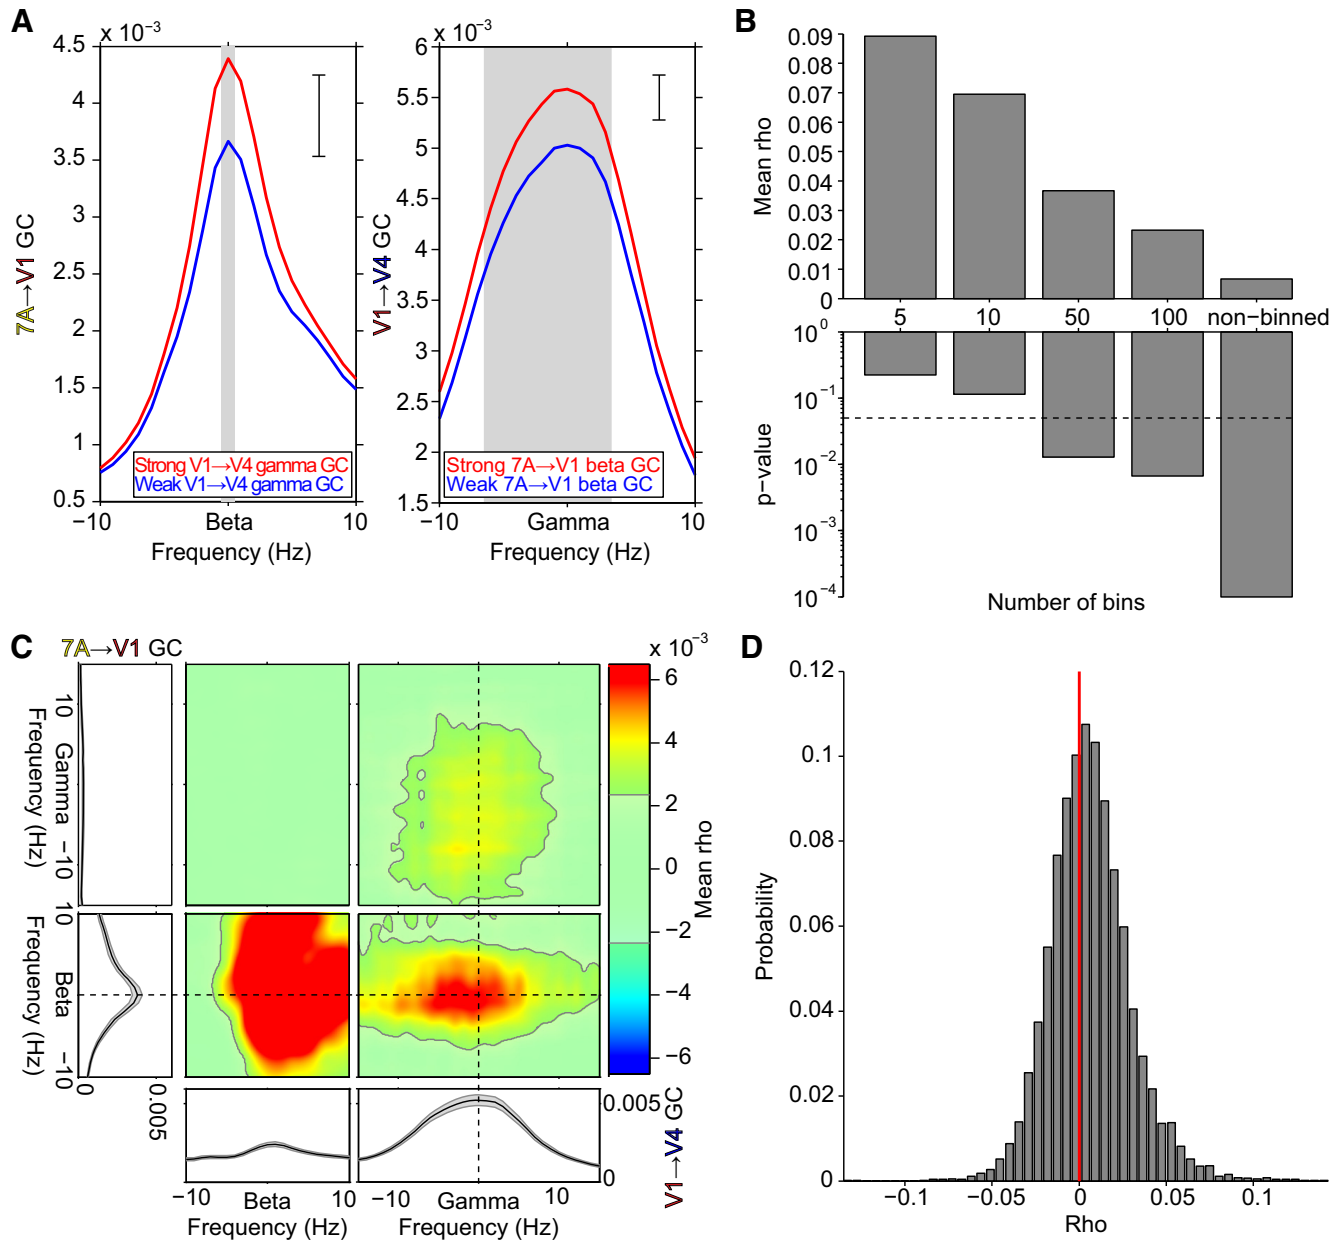 A
x 10−3
4.5
4
3.5
3
2.5
2
1.5
1
0.5
7A→V1 GC
Strong V1→V4 gamma GC
Weak V1→V4 gamma GC
−10 Beta 10
Frequency (Hz)
x 10−3
6
5.5
5
4.5
4
3.5
3
2.5
2
1.5
V1→V4 GC
Strong 7A→V1 beta GC
Weak 7A→V1 beta GC
−10 Gamma 10
Frequency (Hz)
B
0.09
0.08
0.07
0.06
0.05
0.04
0.03
0.02
0.01
0
Mean rho
5 10 50 100 non−binned
100
10−1
10−2
10−3
10−4
p−value
Number of bins
C
7A→V1 GC
10 Gamma −10
Frequency (Hz)
10 Beta −10
Frequency (Hz)
0 0.005
x 10−3
6
4
2
0
−2
−4
−6
Mean rho
0.005
0
V1→V4 GC
−10 Beta 10
Frequency (Hz)
−10 Gamma 10
Frequency (Hz)
D
0.12
0.1
0.08
0.06
0.04
0.02
0
Probability
−0.1 −0.05 0 0.05 0.1
Rho